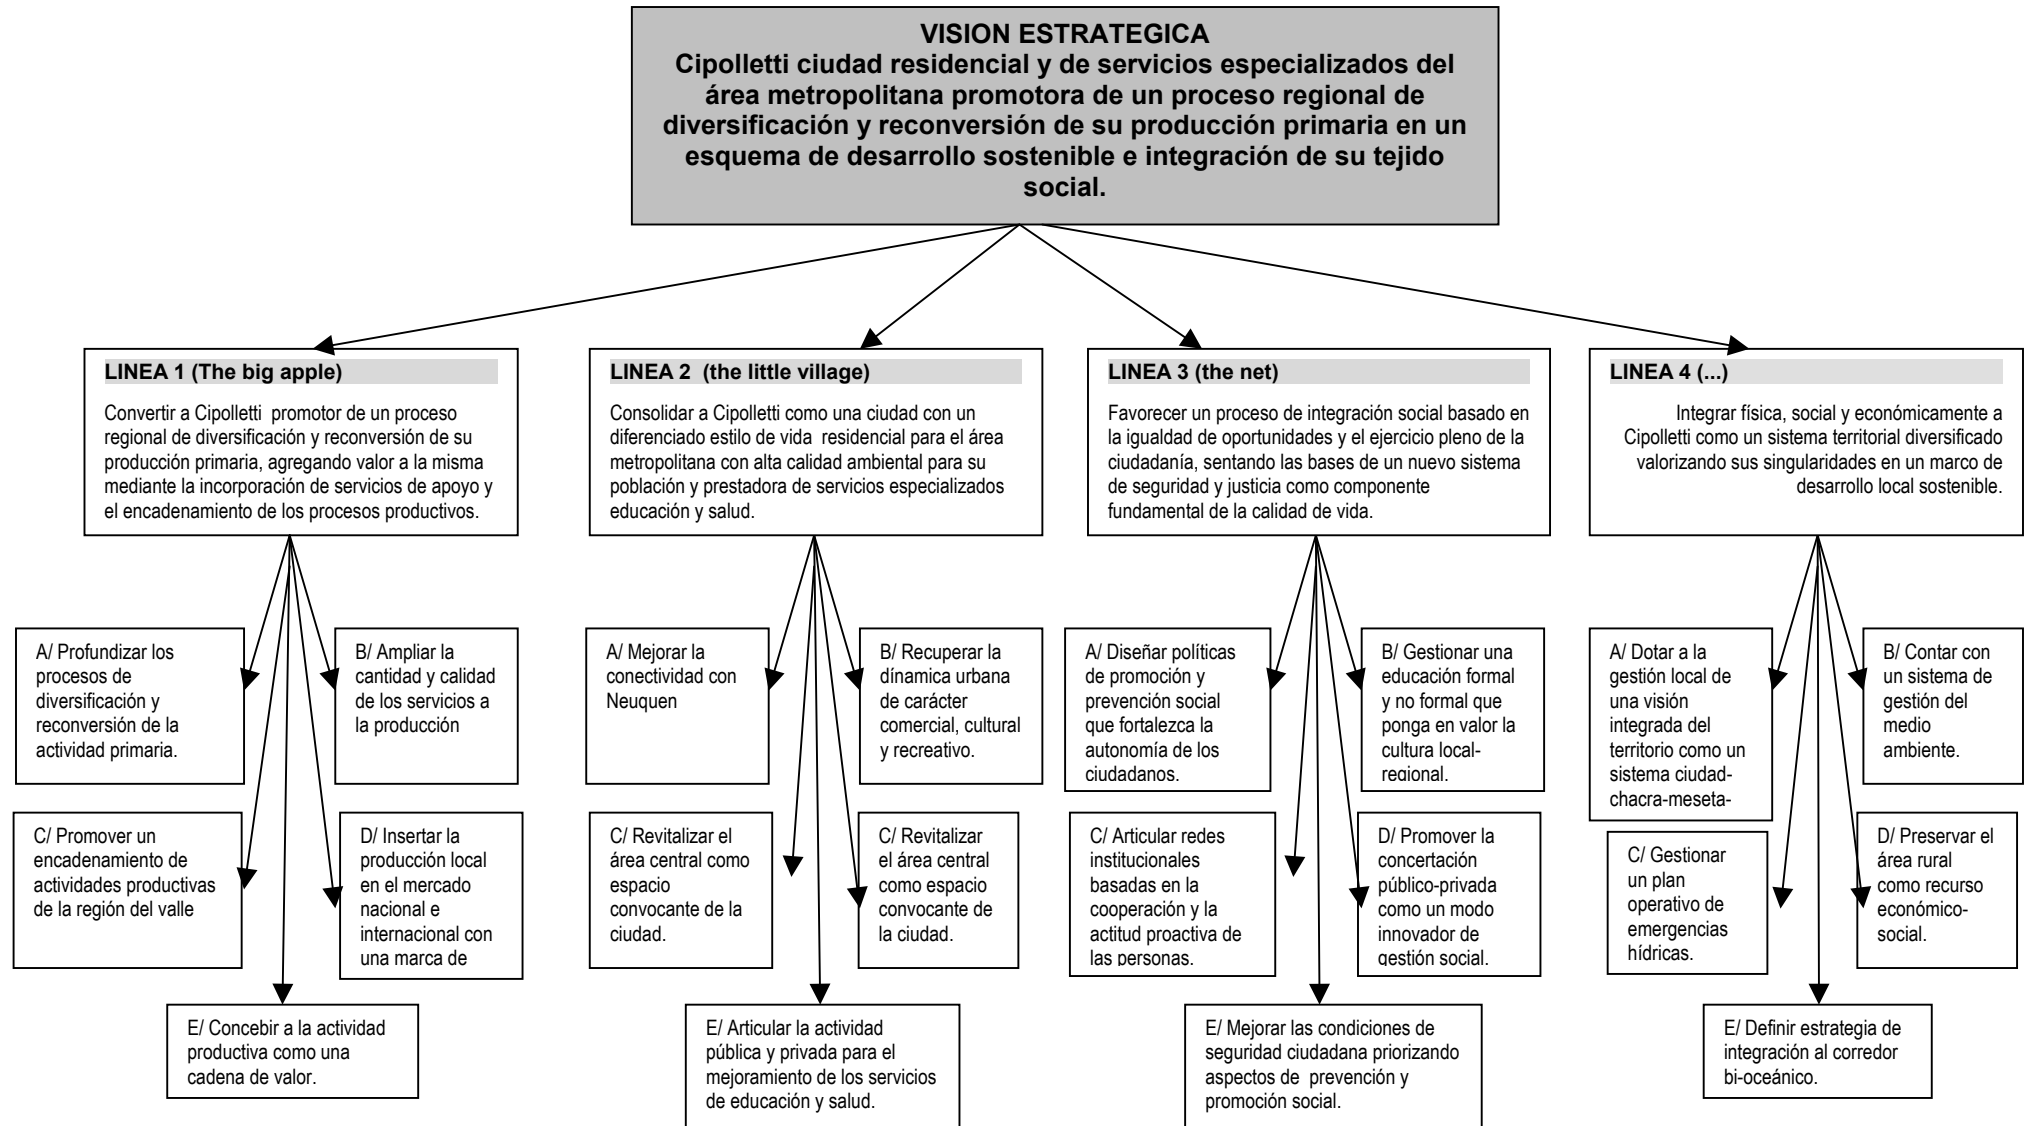 VISION ESTRATEGICA
Cipolletti ciudad residencial y de servicios especializados del
área metropolitana promotora de un proceso regional de
diversificación y reconversión de su producción primaria en un
esquema de desarrollo sostenible e integración de su tejido
social.
LINEA 1 (The big apple)
Convertir a Cipolletti promotor de un proceso
regional de diversificación y reconversión de su
producción primaria, agregando valor a la misma
mediante la incorporación de servicios de apoyo y
el encadenamiento de los procesos productivos.
LINEA 2 (the little village)
Consolidar a Cipolletti como una ciudad con un
diferenciado estilo de vida residencial para el área
metropolitana con alta calidad ambiental para su
población y prestadora de servicios especializados
educación y salud.
LINEA 3 (the net)
Favorecer un proceso de integración social basado en
la igualdad de oportunidades y el ejercicio pleno de la
ciudadanía, sentando las bases de un nuevo sistema
de seguridad y justicia como componente
fundamental de la calidad de vida.
LINEA 4 (...)
Integrar física, social y económicamente a
Cipolletti como un sistema territorial diversificado
valorizando sus singularidades en un marco de
desarrollo local sostenible.
A/ Profundizar los
procesos de
diversificación y
reconversión de la
actividad primaria.
B/ Ampliar la
cantidad y calidad
de los servicios a
la producción
C/ Promover un
encadenamiento de
actividades productivas
de la región del valle
D/ Insertar la
producción local
en el mercado
nacional e
internacional con
una marca de
E/ Concebir a la actividad
productiva como una
cadena de valor.
A/ Mejorar la
conectividad con
Neuquen
B/ Recuperar la
dínamica urbana
de carácter
comercial, cultural
y recreativo.
C/ Revitalizar el
área central como
espacio
convocante de la
ciudad.
C/ Revitalizar
el área central
como espacio
convocante de
la ciudad.
E/ Articular la actividad
pública y privada para el
mejoramiento de los servicios
de educación y salud.
A/ Diseñar políticas
de promoción y
prevención social
que fortalezca la
autonomía de los
ciudadanos.
B/ Gestionar una
educación formal
y no formal que
ponga en valor la
cultura local-
regional.
C/ Articular redes
institucionales
basadas en la
cooperación y la
actitud proactiva de
las personas.
D/ Promover la
concertación
público-privada
como un modo
innovador de
gestión social.
E/ Mejorar las condiciones de
seguridad ciudadana priorizando
aspectos de prevención y
promoción social.
A/ Dotar a la
gestión local de
una visión
integrada del
territorio como un
sistema ciudad-
chacra-meseta-
B/ Contar con
un sistema de
gestión del
medio
ambiente.
C/ Gestionar
un plan
operativo de
emergencias
hídricas.
D/ Preservar el
área rural
como recurso
económico-
social.
E/ Definir estrategia de
integración al corredor
bi-oceánico.